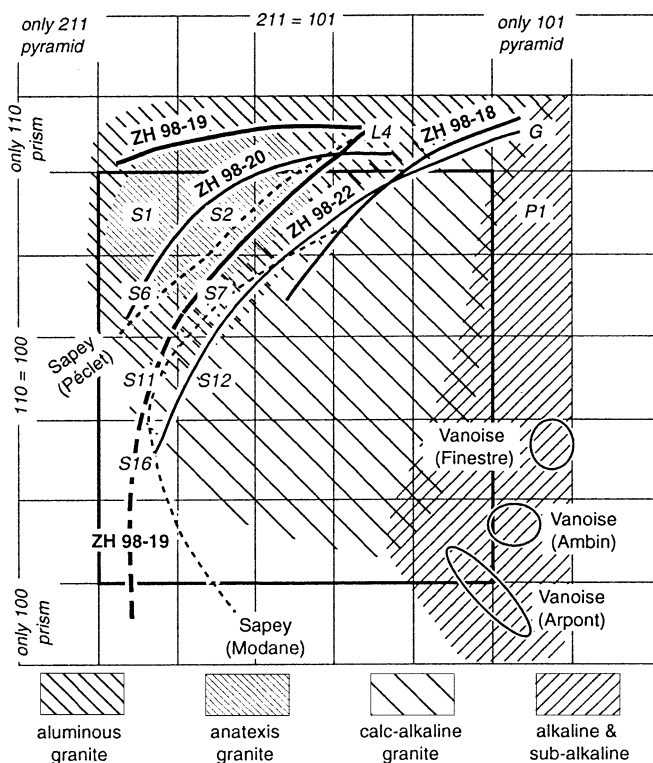 only 211
pyramid
211 = 101
only 101
pyramid
only 110
prism
110 = 100
only 100
prism
ZH 98-19
L4
ZH 98-18
G
ZH 98-20
S1
S2
ZH 98-22
P1
S6
S7
Sapey
(Péclet)
S11
S12
S16
Vanoise
(Finestre)
ZH 98-19
Vanoise
(Ambin)
Vanoise
(Arpont)
Sapey
(Modane)
aluminous
granite
anatexis
granite
calc-alkaline
granite
alkaline &
sub-alkaline